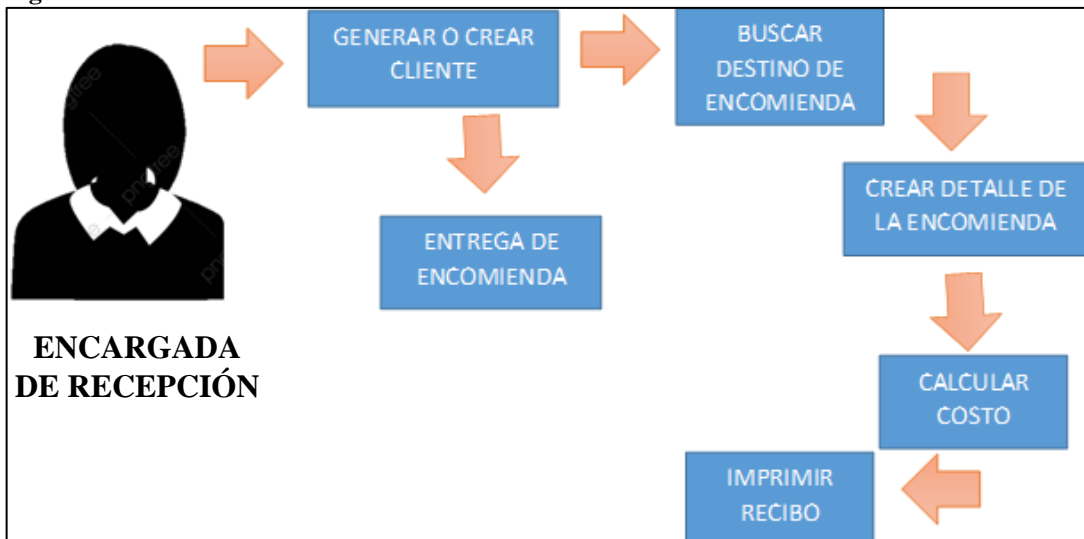 GENERAR O CREAR
CLIENTE
BUSCAR
DESTINO DE
ENCOMIENDA
CREAR DETALLE DE
LA ENCOMIENDA
ENTREGA DE
ENCOMIENDA
ENCARGADA
DE RECEPCIÓN
CALCULAR
COSTO
IMPRIMIR
RECIBO